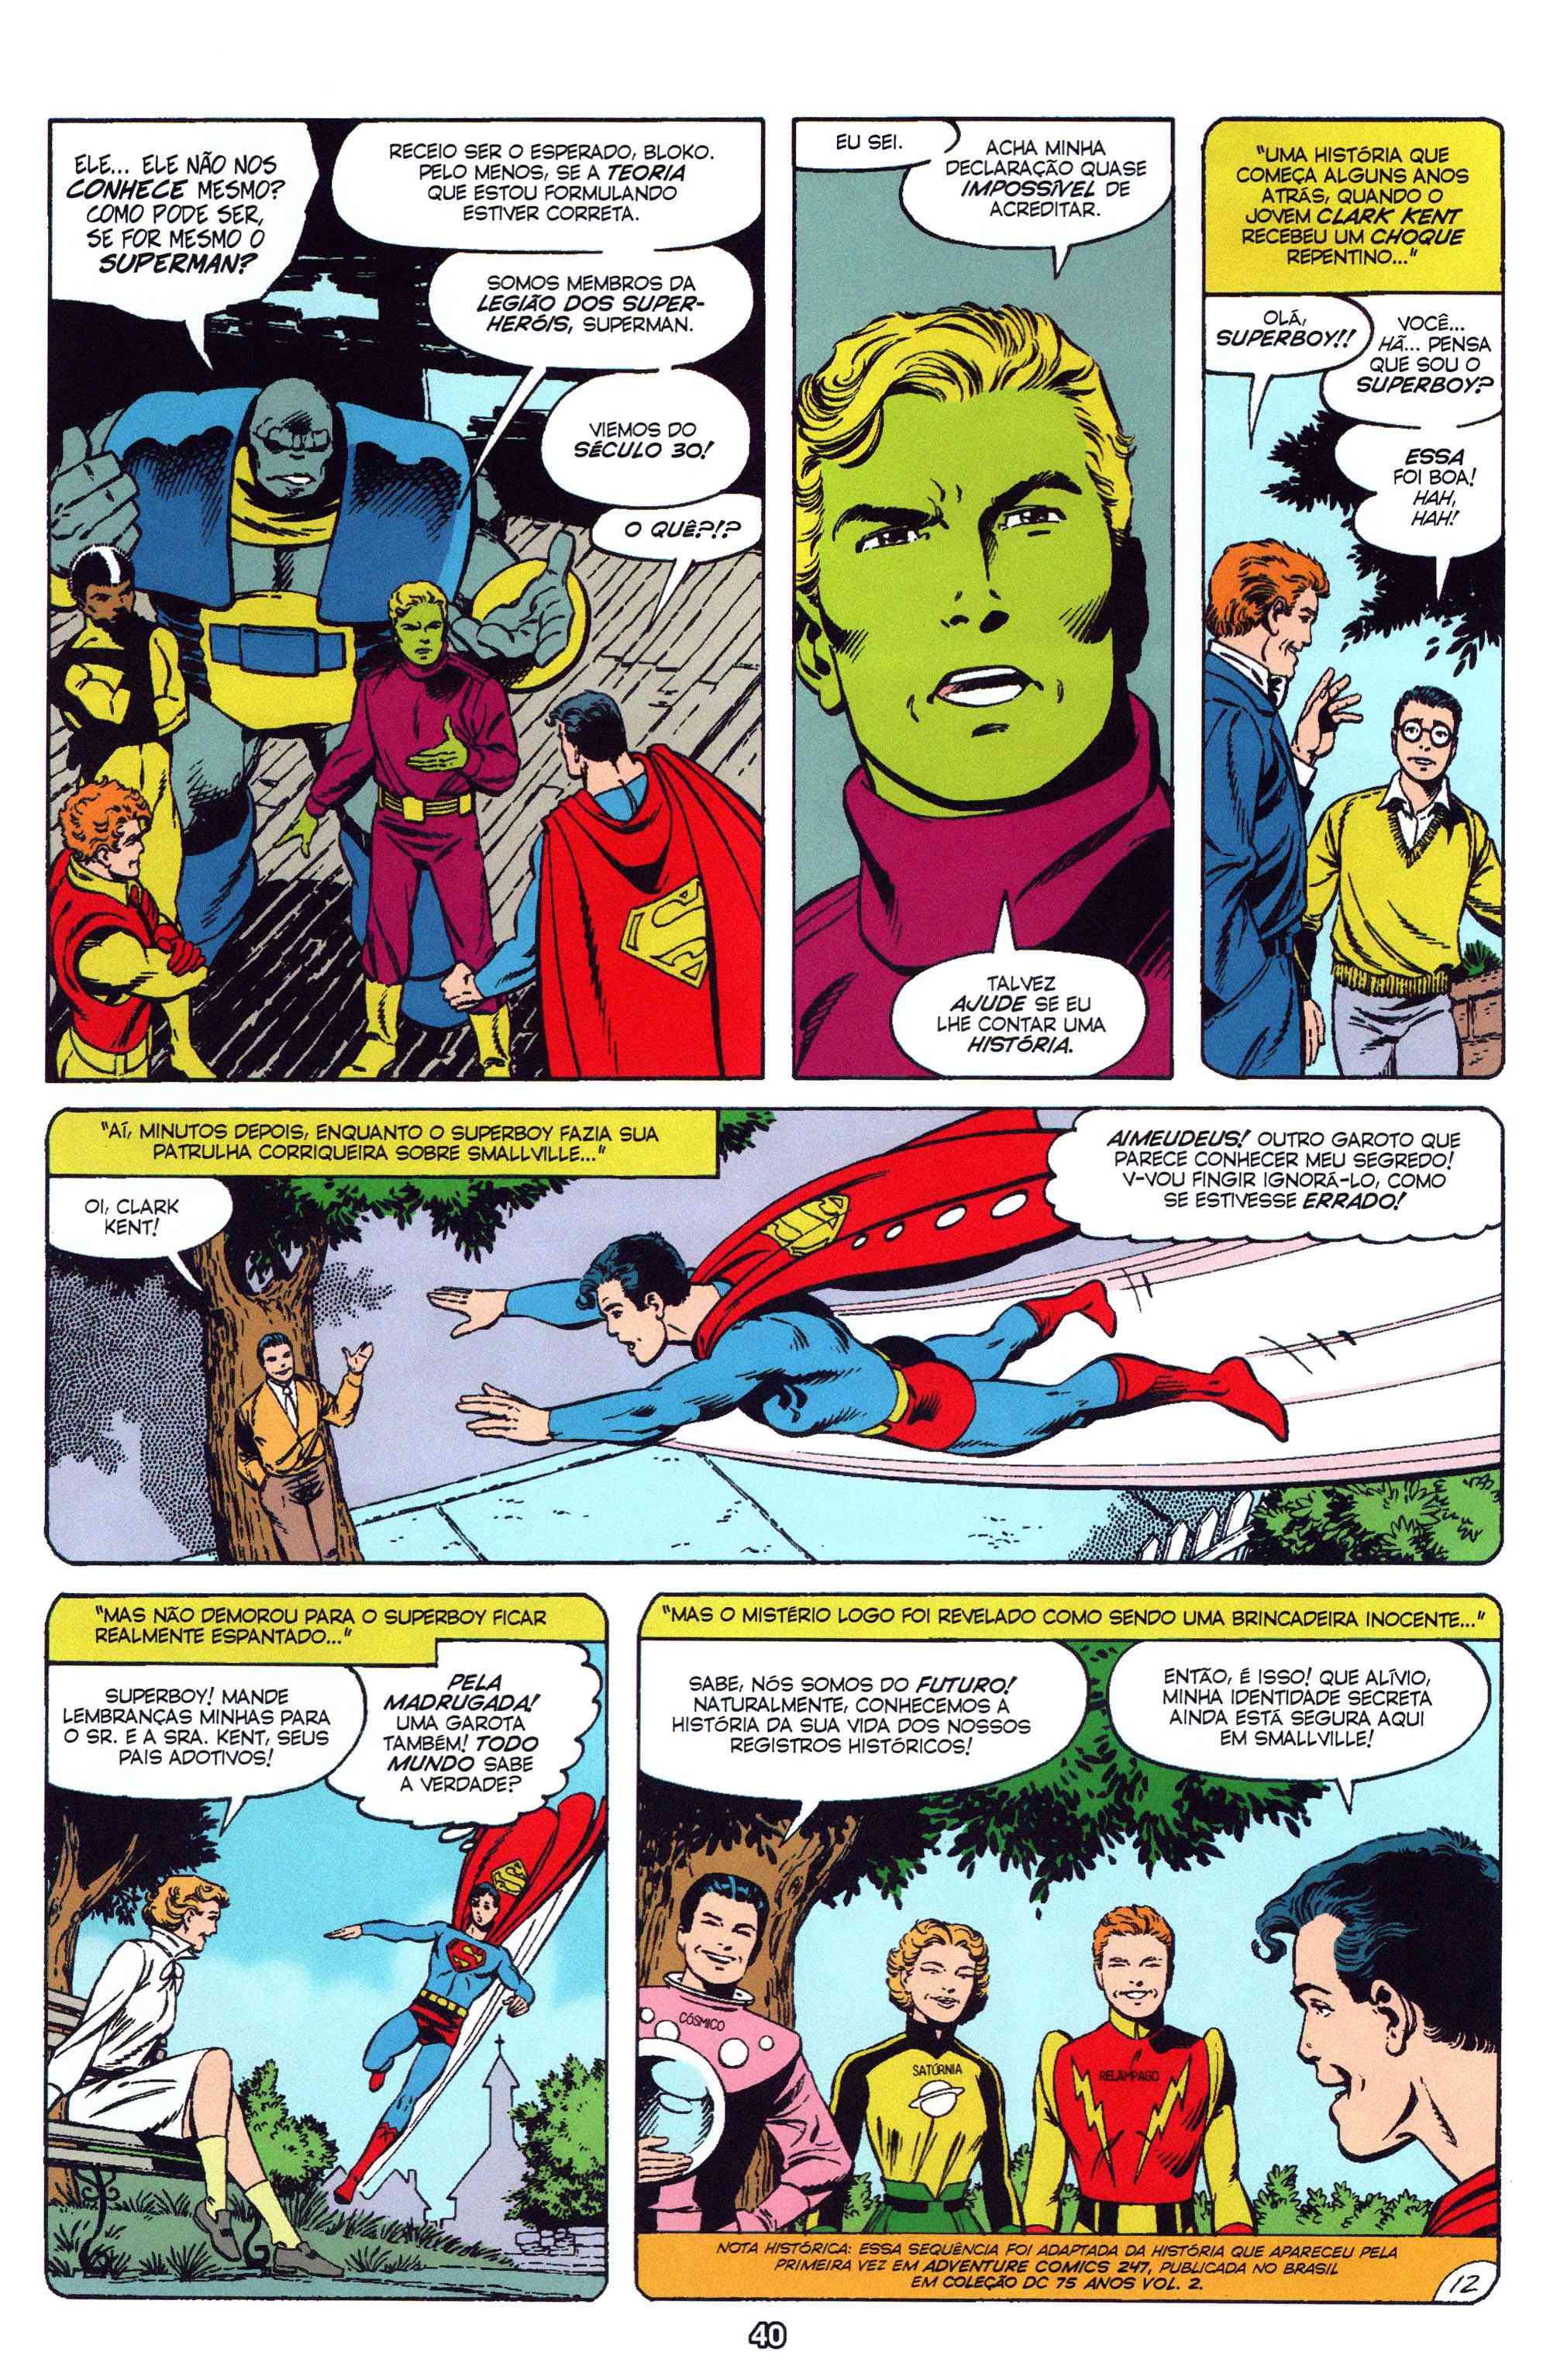 ELE... ELE NÃO NOS
CONHECE MESMO?
COMO PODE SER,
SE FOR MESMO O
SUPERMAN?
RECEIO SER O ESPERADO, BLOKO.
PELO MENOS, SE A TEORIA
QUE ESTOU FORMULANDO
ESTIVER CORRETA.
SOMOS MEMBROS DA
LEGIÃO DOS SUPER-
HERÓIS, SUPERMAN.
VIEMOS DO
SÉCULO 30!
O QUÊ?!?
EU SEI.
ACHA MINHA
DECLARAÇÃO QUASE
IMPOSSÍVEL DE
ACREDITAR.
TALVEZ
AJUDE SE EU
LHE CONTAR UMA
HISTÓRIA.
"UMA HISTÓRIA QUE
COMEÇA ALGUNS ANOS
ATRÁS, QUANDO O
JOVEM CLARK KENT
RECEBEU UM CHOQUE
REPENTINO..."
OLÁ,
SUPERBOY!!
VOCÊ...
HÃ... PENSA
QUE SOU O
SUPERBOY?
ESSA
FOI BOA!
HAH,
HAH!
"AÍ, MINUTOS DEPOIS, ENQUANTO O SUPERBOY FAZIA SUA
PATRULHA CORRIQUEIRA SOBRE SMALLVILLE..."
OI, CLARK
KENT!
AIMEUDEUS! OUTRO GAROTO QUE
PARECE CONHECER MEU SEGREDO!
V-VOU FINGIR IGNORÁ-LO, COMO
SE ESTIVESSE ERRADO!
"MAS NÃO DEMOROU PARA O SUPERBOY FICAR
REALMENTE ESPANTADO..."
SUPERBOY! MANDE
LEMBRANÇAS MINHAS PARA
O SR. E A SRA. KENT, SEUS
PAIS ADOTIVOS!
PELA
MADRUGADA!
UMA GAROTA
TAMBÉM! TODO
MUNDO SABE
A VERDADE?
"MAS O MISTÉRIO LOGO FOI REVELADO COMO SENDO UMA BRINCADEIRA INOCENTE..."
SABE, NÓS SOMOS DO FUTURO!
NATURALMENTE, CONHECEMOS A
HISTÓRIA DA SUA VIDA DOS NOSSOS
REGISTROS HISTÓRICOS!
ENTÃO, É ISSO! QUE ALÍVIO,
MINHA IDENTIDADE SECRETA
AINDA ESTÁ SEGURA AQUI
EM SMALLVILLE!
CÓSMICO
SATÚRNIA
RELÂMPAGO
NOTA HISTÓRICA: ESSA SEQUÊNCIA FOI ADAPTADA DA HISTÓRIA QUE APARECEU PELA
PRIMEIRA VEZ EM ADVENTURE COMICS 247, PUBLICADA NO BRASIL
EM COLEÇÃO DC 75 ANOS VOL. 2.
12
40